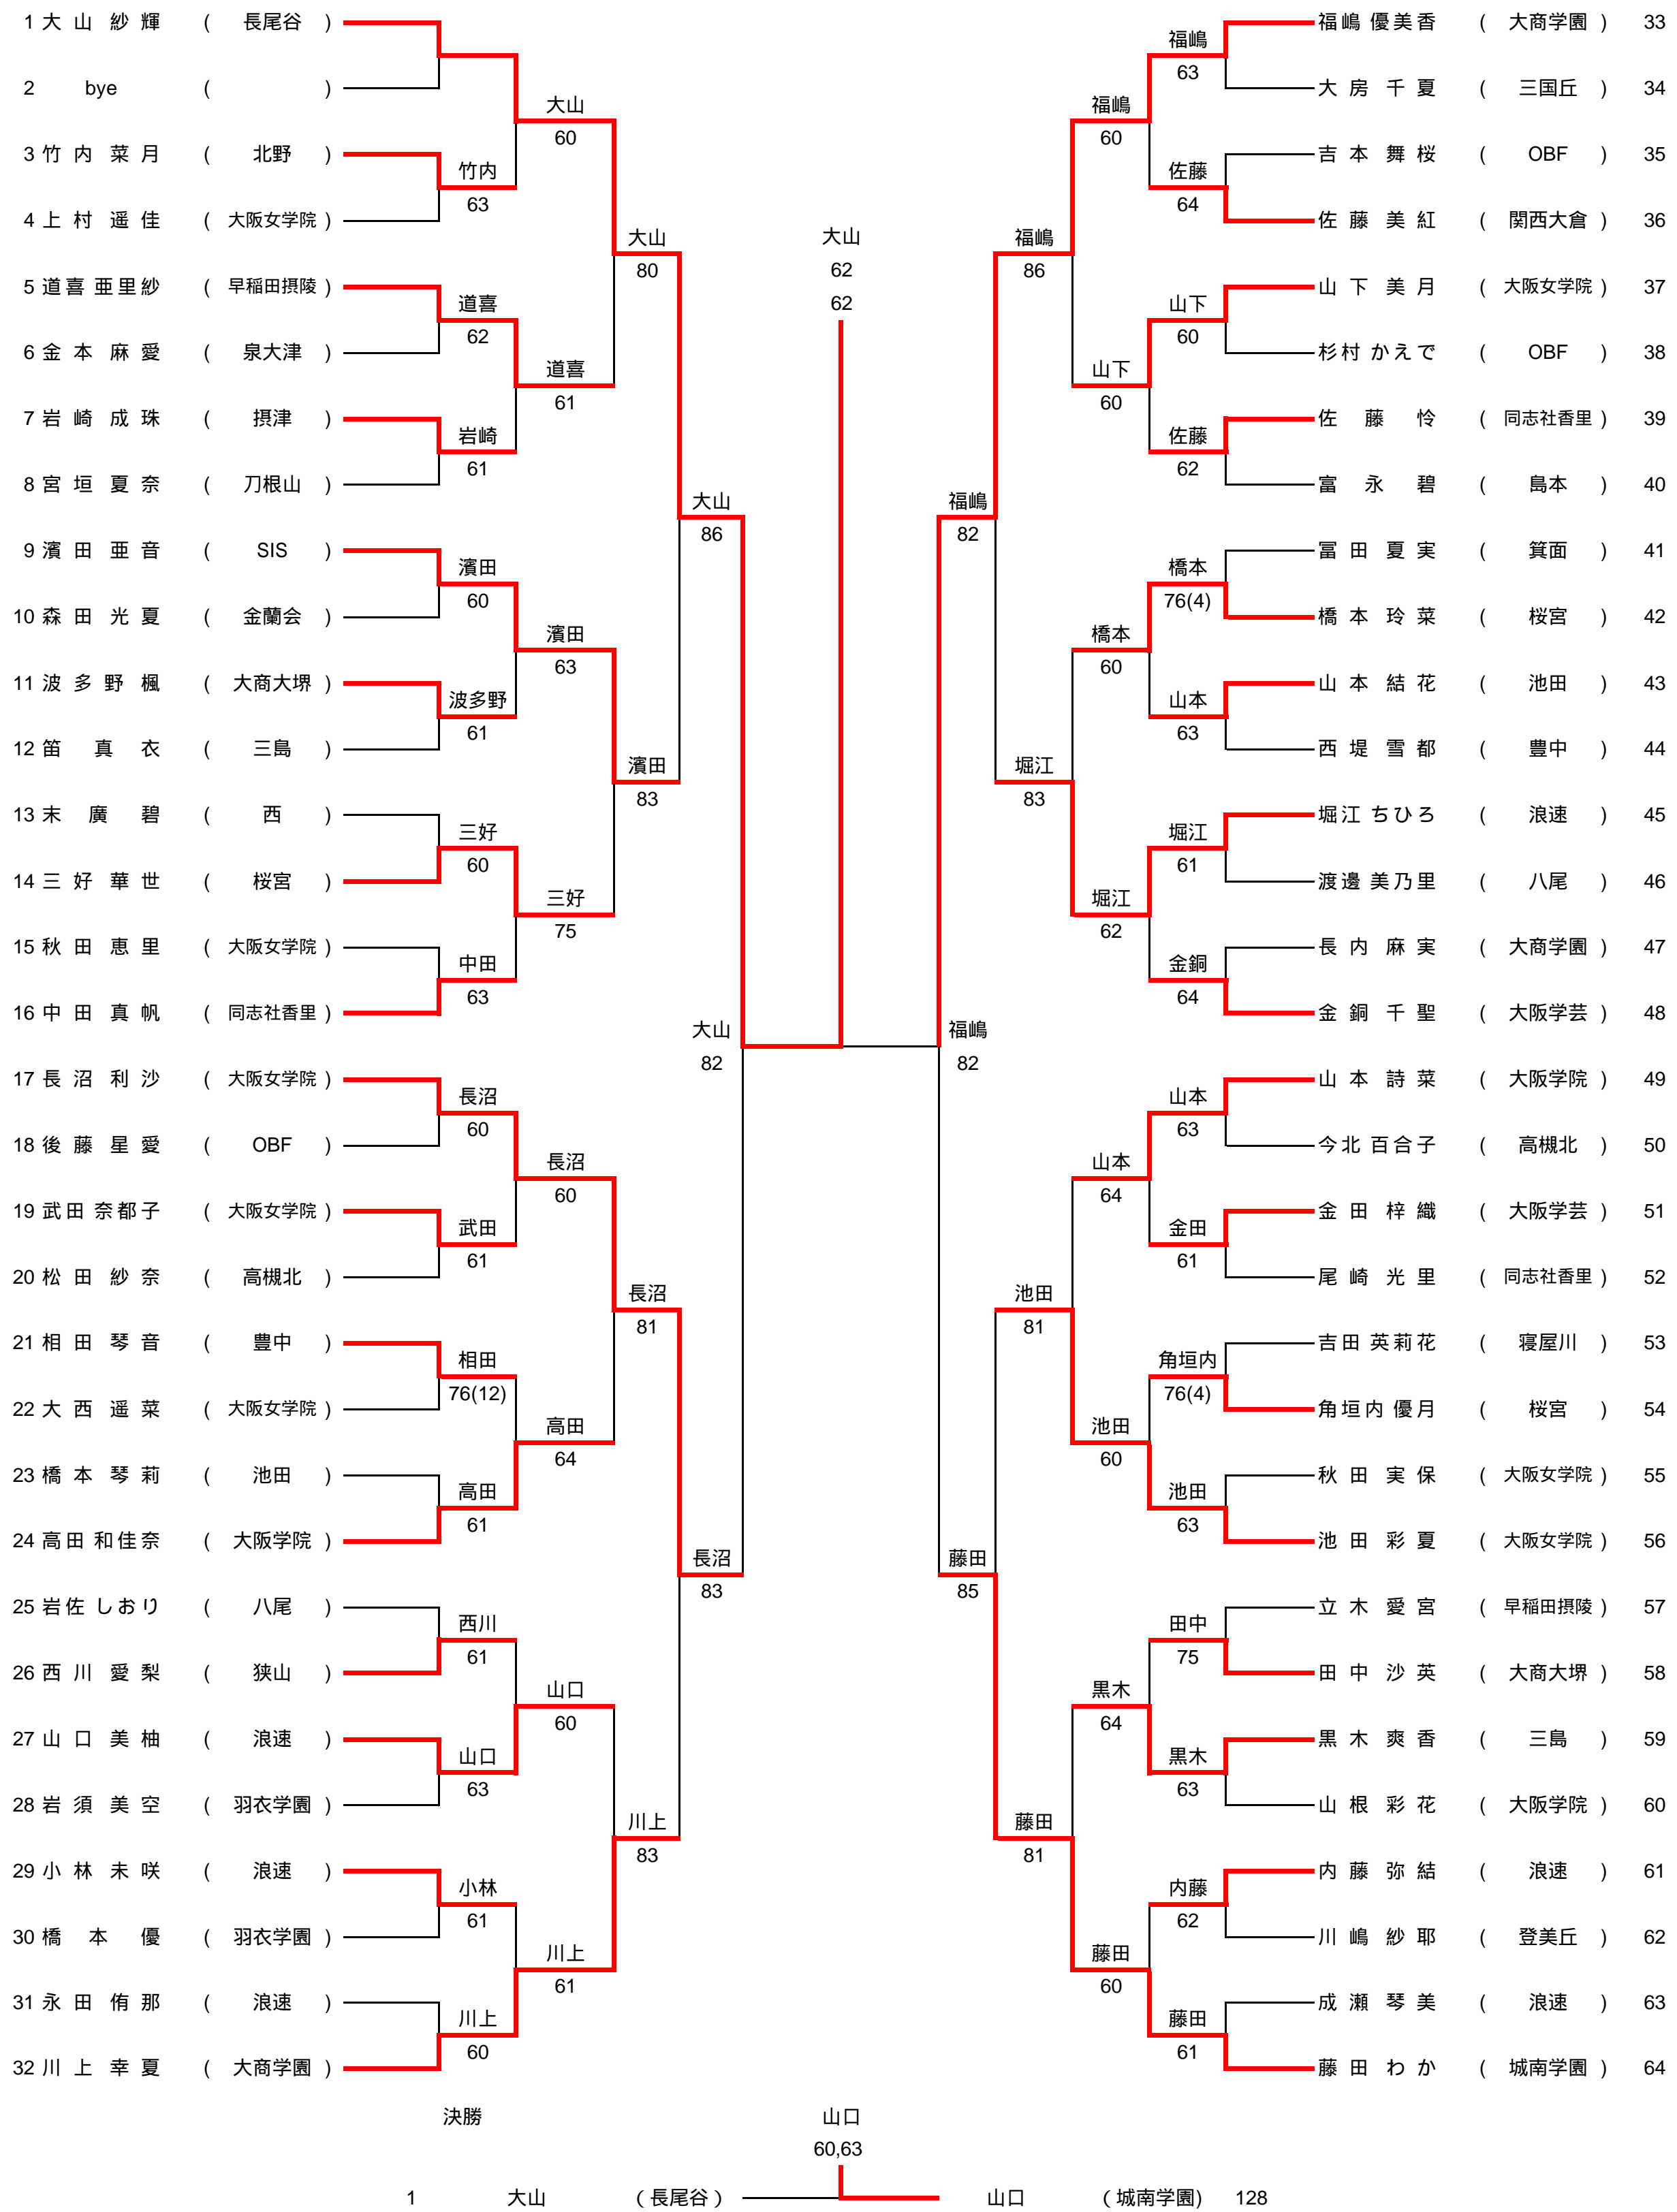 1 大山 紗輝 ( 長尾谷 )
2 bye ( )
3 竹内 菜月 ( 北野 )
4 上村 遥佳 ( 大阪女学院 )
5 道喜 亜里紗 ( 早稲田摂陵 )
6 金本 麻愛 ( 泉大津 )
7 岩崎 成珠 ( 摂津 )
8 宮垣 夏奈 ( 刀根山 )
9 濱田 亜音 ( SIS )
10 森田 光夏 ( 金蘭会 )
11 波多野 楓 ( 大商大堺 )
12 笛 真衣 ( 三島 )
13 末廣 碧 ( 西 )
14 三好 華世 ( 桜宮 )
15 秋田 恵里 ( 大阪女学院 )
16 中田 真帆 ( 同志社香里 )
17 長沼 利沙 ( 大阪女学院 )
18 後藤 星愛 ( OBF )
19 武田 奈都子 ( 大阪女学院 )
20 松田 紗奈 ( 高槻北 )
21 相田 琴音 ( 豊中 )
22 大西 遥菜 ( 大阪女学院 )
23 橋本 琴莉 ( 池田 )
24 高田 和佳奈 ( 大阪学院 )
25 岩佐 しおり ( 八尾 )
26 西川 愛梨 ( 狭山 )
27 山口 美柚 ( 浪速 )
28 岩須 美空 ( 羽衣学園 )
29 小林 未咲 ( 浪速 )
30 橋本 優 ( 羽衣学園 )
31 永田 侑那 ( 浪速 )
32 川上 幸夏 ( 大商学園 )
竹内
63
道喜
62
岩崎
61
濱田
60
波多野
61
三好
60
中田
63
長沼
60
武田
61
相田
76(12)
高田
61
西川
61
山口
63
小林
61
川上
60
大山
60
道喜
61
濱田
63
三好
75
長沼
60
高田
64
山口
60
川上
61
大山
80
濱田
83
長沼
81
川上
83
大山
86
長沼
83
大山
82
大山
62
62
福嶋
82
福嶋
82
藤田
85
福嶋
86
堀江
83
池田
81
藤田
81
福嶋
60
山下
60
橋本
60
堀江
62
山本
64
池田
60
黒木
64
藤田
60
福嶋
63
佐藤
64
山下
60
佐藤
62
橋本
76(4)
山本
63
堀江
61
金銅
64
山本
63
金田
61
角垣内
76(4)
池田
63
田中
75
黒木
63
内藤
62
藤田
61
福嶋 優美香 ( 大商学園 ) 33
大房 千夏 ( 三国丘 ) 34
吉本 舞桜 ( OBF ) 35
佐藤 美紅 ( 関西大倉 ) 36
山下 美月 ( 大阪女学院 ) 37
杉村 かえで ( OBF ) 38
佐藤 怜 ( 同志社香里 ) 39
富永 碧 ( 島本 ) 40
冨田 夏実 ( 箕面 ) 41
橋本 玲菜 ( 桜宮 ) 42
山本 結花 ( 池田 ) 43
西堤 雪都 ( 豊中 ) 44
堀江 ちひろ ( 浪速 ) 45
渡邊 美乃里 ( 八尾 ) 46
長内 麻実 ( 大商学園 ) 47
金銅 千聖 ( 大阪学芸 ) 48
山本 詩菜 ( 大阪学院 ) 49
今北 百合子 ( 高槻北 ) 50
金田 梓織 ( 大阪学芸 ) 51
尾崎 光里 ( 同志社香里 ) 52
吉田 英莉花 ( 寝屋川 ) 53
角垣内 優月 ( 桜宮 ) 54
秋田 実保 ( 大阪女学院 ) 55
池田 彩夏 ( 大阪女学院 ) 56
立木 愛宮 ( 早稲田摂陵 ) 57
田中 沙英 ( 大商大堺 ) 58
黒木 爽香 ( 三島 ) 59
山根 彩花 ( 大阪学院 ) 60
内藤 弥結 ( 浪速 ) 61
川嶋 紗耶 ( 登美丘 ) 62
成瀬 琴美 ( 浪速 ) 63
藤田 わか ( 城南学園 ) 64
決勝
山口
60,63
1 大山 ( 長尾谷 ) 山口 ( 城南学園) 128